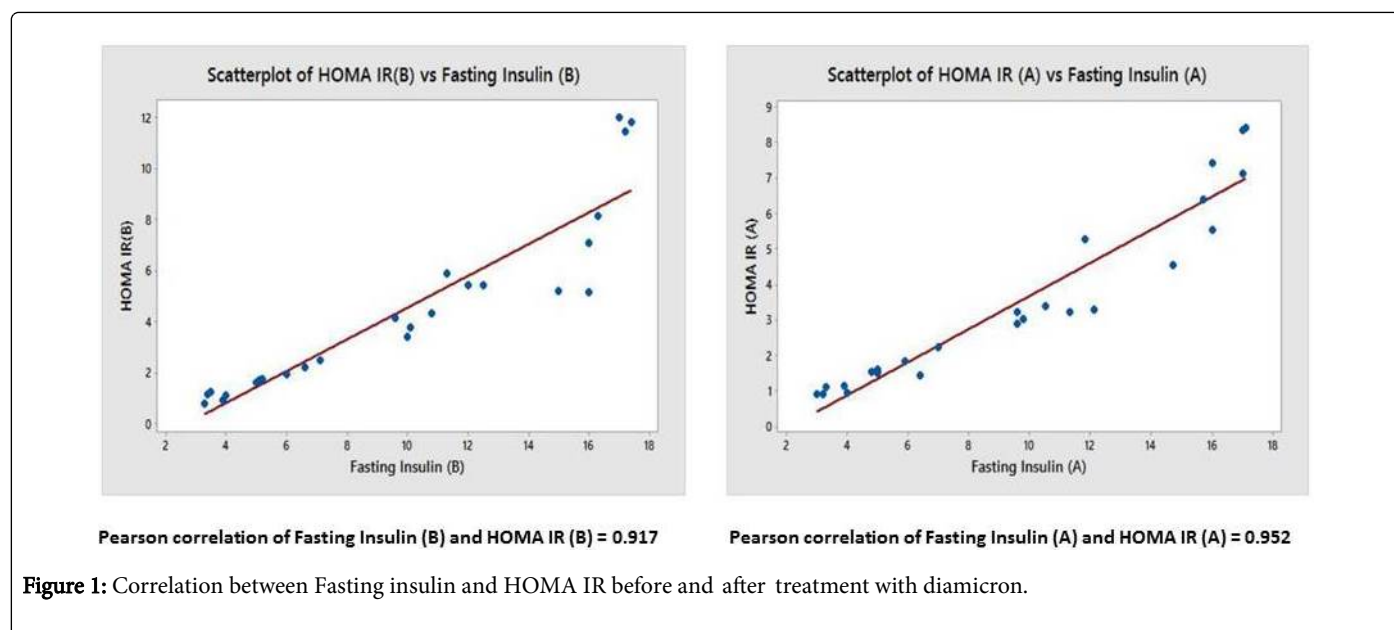 Scatterplot of HOMA IR(B) vs Fasting Insulin (B)
HOMA IR(B)
12
10
8
6
4
2
0
2 4 6 8 10 12 14 16 18
Fasting Insulin (B)
Scatterplot of HOMA IR (A) vs Fasting Insulin (A)
HOMA IR (A)
9
8
7
6
5
4
3
2
1
0
2 4 6 8 10 12 14 16 18
Fasting Insulin (A)
Pearson correlation of Fasting Insulin (B) and HOMA IR (B) = 0.917
Pearson correlation of Fasting Insulin (A) and HOMA IR (A) = 0.952
Figure 1: Correlation between Fasting insulin and HOMA IR before and after treatment with diamicron.